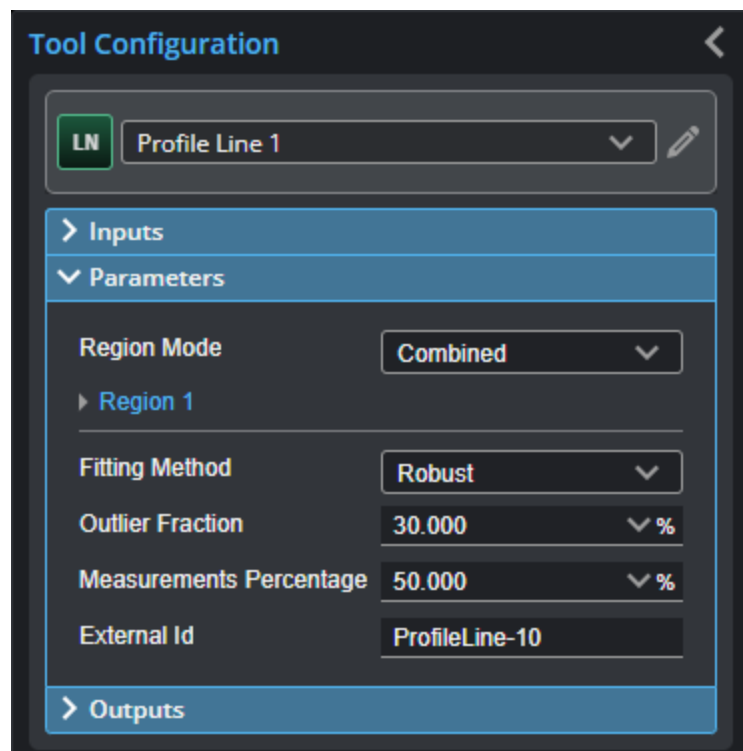 Tool Configuration
LN Profile Line 1
Inputs
Parameters
Region Mode Combined
Region 1
Fitting Method Robust
Outlier Fraction 30.000 %
Measurements Percentage 50.000 %
External Id ProfileLine-10
Outputs